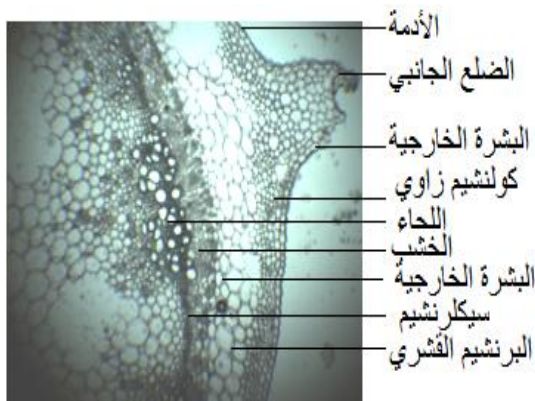 الأدمة
الضلع الجانبي
البشرة الخارجية
كولنشيم زاوي
اللحاء
الخشب
البشرة الخارجية
سيكلرنشيم
البرنشيم القشري